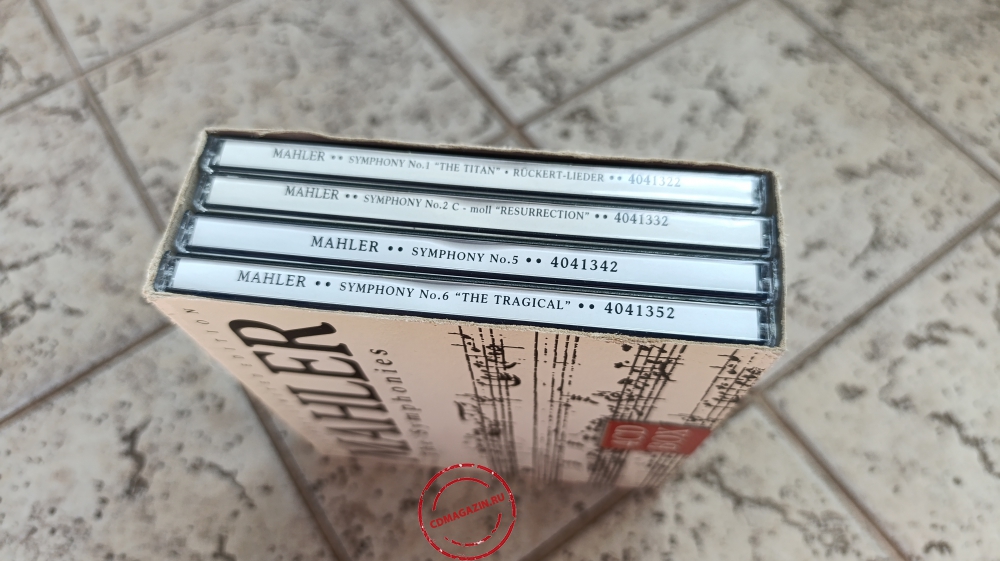 MAHLER •• SYMPHONY No.1 "THE TITAN" • RÜCKERT-LIEDER •• 4041322
MAHLER •• SYMPHONY No.2 C - moll "RESURRECTION" •• 4041332
MAHLER •• SYMPHONY No.5 •• 4041342
MAHLER •• SYMPHONY No.6 "THE TRAGICAL" •• 4041352
MAHLER
Symphonies
BOX
CDMAGAZIN.RU